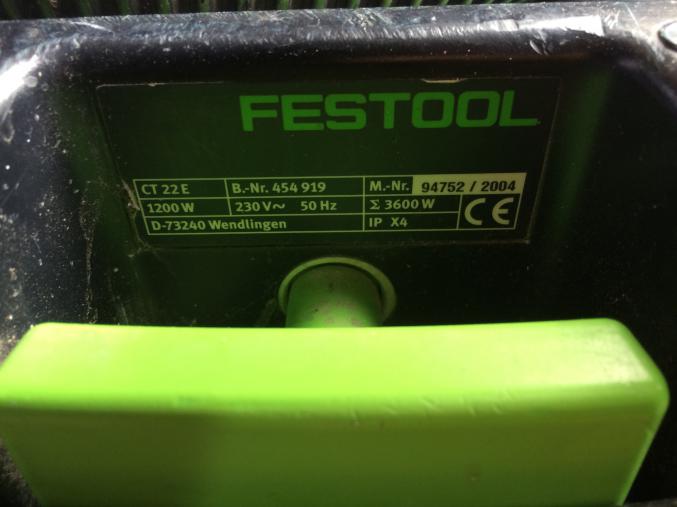 FESTOOL
CT 22 E B.-Nr. 454 919 M.-Nr. 94752 / 2004
1200 W 230 V~ 50 Hz Σ 3600 W CE
D-73240 Wendlingen IP X4